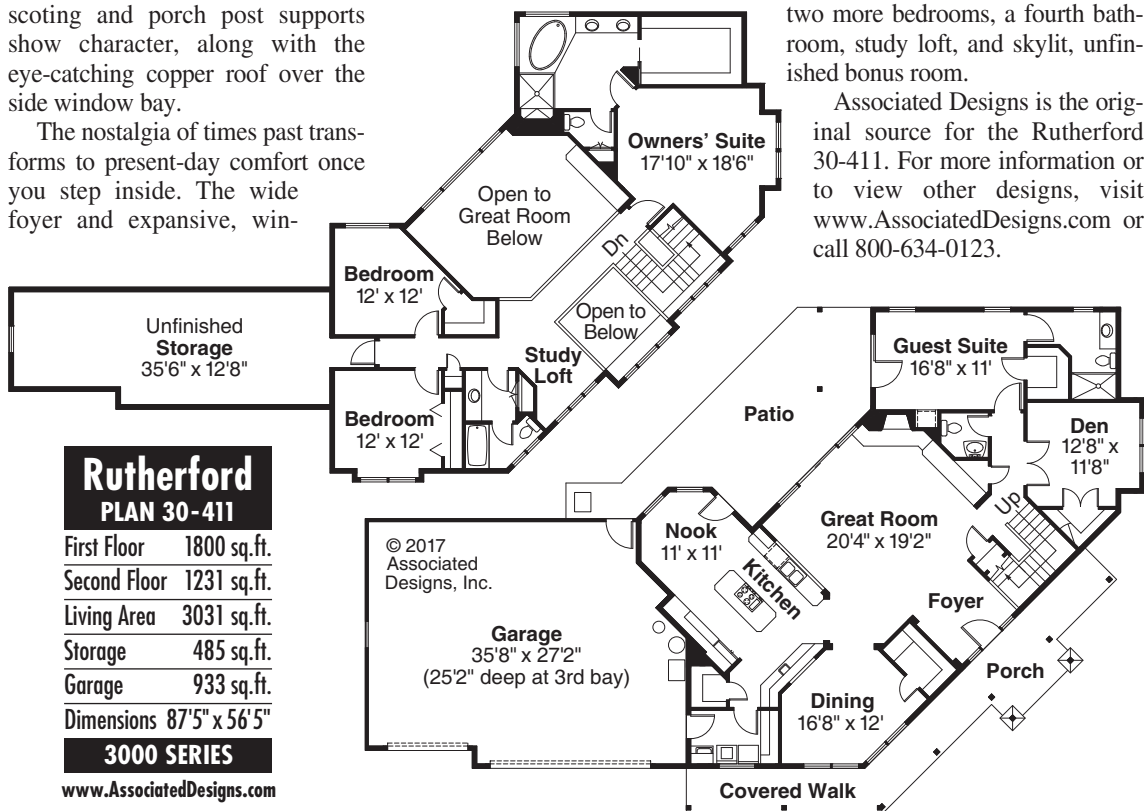 scoting and porch post supports
show character, along with the
eye-catching copper roof over the
side window bay.
The nostalgia of times past trans-
forms to present-day comfort once
you step inside. The wide
foyer and expansive, win-
two more bedrooms, a fourth bath-
room, study loft, and skylit, unfin-
ished bonus room.
Associated Designs is the orig-
inal source for the Rutherford
30-411. For more information or
to view other designs, visit
www.AssociatedDesigns.com or
call 800-634-0123.
Owners' Suite
17'10" x 18'6"
Open to
Great Room
Below
Dn
Bedroom
12' x 12'
Open to
Below
Unfinished
Storage
35'6" x 12'8"
Study
Loft
Bedroom
12' x 12'
Guest Suite
16'8" x 11'
Patio
Den
12'8" x
11'8"
Up
Great Room
20'4" x 19'2"
Nook
11' x 11'
Kitchen
Foyer
Porch
© 2017
Associated
Designs, Inc.
Garage
35'8" x 27'2"
(25'2" deep at 3rd bay)
Dining
16'8" x 12'
Covered Walk
Rutherford
PLAN 30-411
First Floor 1800 sq.ft.
Second Floor 1231 sq.ft.
Living Area 3031 sq.ft.
Storage 485 sq.ft.
Garage 933 sq.ft.
Dimensions 87'5" x 56'5"
3000 SERIES
www.AssociatedDesigns.com